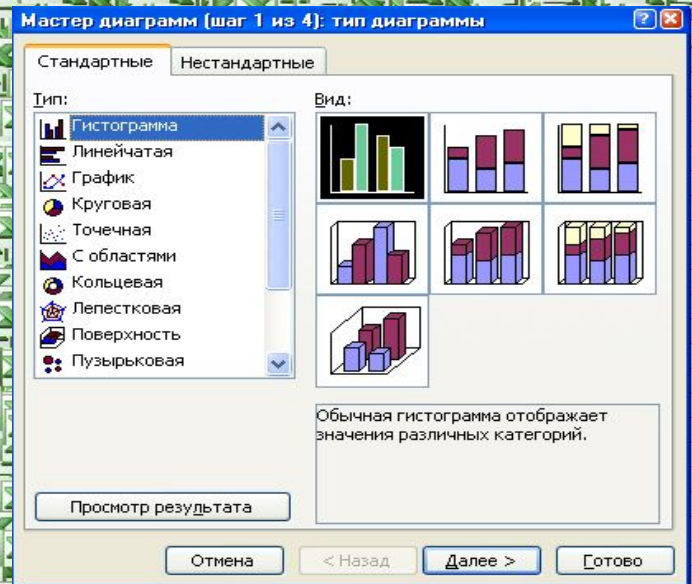 Мастер диаграмм (шаг 1 из 4): тип диаграммы
Стандартные
Нестандартные
Тип:
Вид:
Гистограмма
Линейчатая
График
Круговая
Точечная
С областями
Кольцевая
Лепестковая
Поверхность
Пузырьковая
Обычная гистограмма отображает
значения различных категорий.
Просмотр результата
Отмена
< Назад
Далее >
Готово